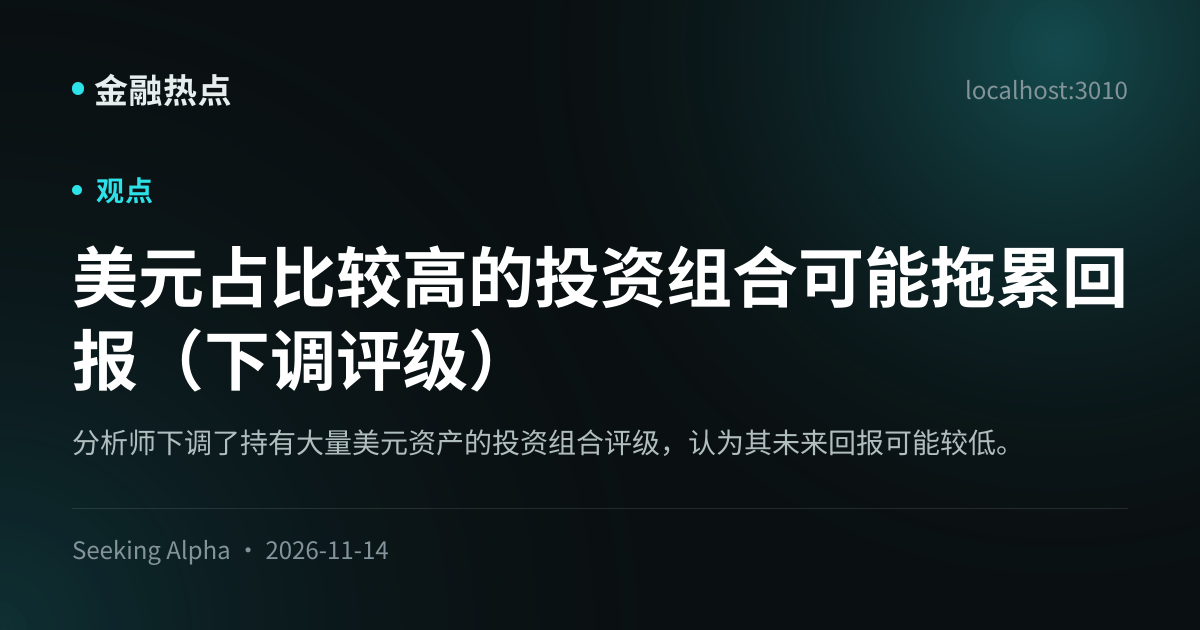 金融热点
localhost:3010
观点
美元占比较高的投资组合可能拖累回
报（下调评级）
分析师下调了持有大量美元资产的投资组合评级，认为其未来回报可能较低。
Seeking Alpha · 2026-11-14